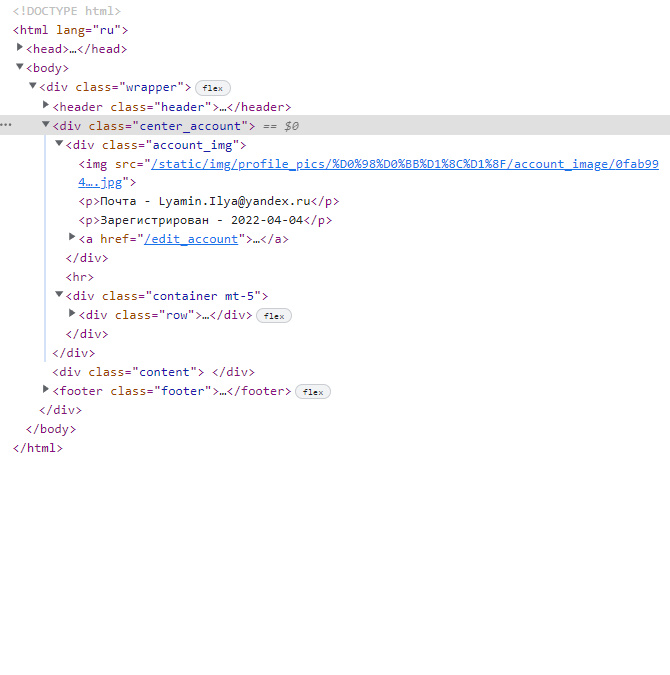 <!DOCTYPE html>
<html lang="ru">
<head>…</head>
<body>
<div class="wrapper"> flex
<header class="header">…</header>
<div class="center_account"> == $0
<div class="account_img">
<img src="/static/img/profile_pics/%D0%98%D0%BB%D1%8C%D1%8F/account_image/0fab99
4….jpg">
<p>Почта - Lyamin.Ilya@yandex.ru</p>
<p>Зарегистрирован - 2022-04-04</p>
<a href="/edit_account">…</a>
</div>
<hr>
<div class="container mt-5">
<div class="row">…</div> flex
</div>
</div>
<div class="content"> </div>
<footer class="footer">…</footer> flex
</div>
</body>
</html>